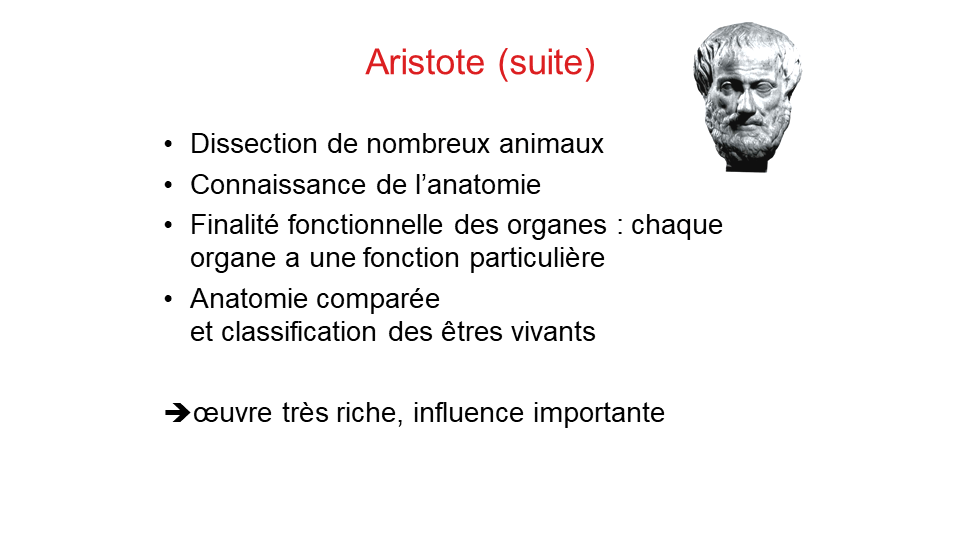 Aristote (suite)
• Dissection de nombreux animaux
• Connaissance de l’anatomie
• Finalité fonctionnelle des organes : chaque
organe a une fonction particulière
• Anatomie comparée
et classification des êtres vivants
➔œuvre très riche, influence importante